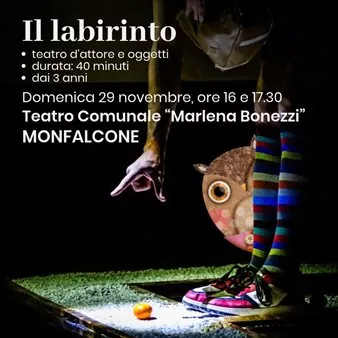 Il labirinto
• teatro d'attore e oggetti
• durata: 40 minuti
• dai 3 anni
Domenica 29 novembre, ore 16 e 17.30
Teatro Comunale "Marlena Bonezzi"
MONFALCONE